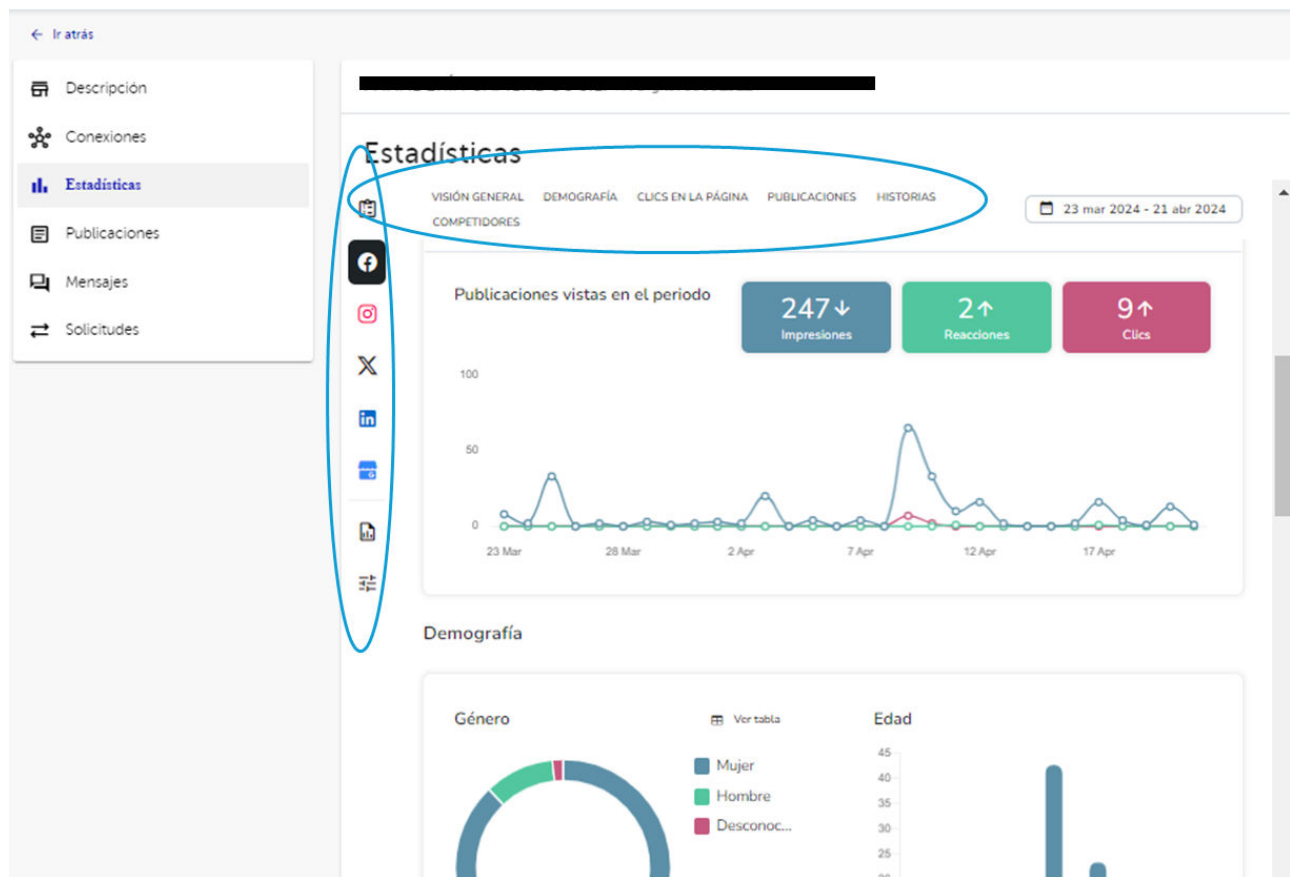 Ir atrás
Descripción
Conexiones
Estadísticas
Publicaciones
Mensajes
Solicitudes
Estadísticas
VISIÓN GENERAL DEMOGRAFÍA CLICS EN LA PÁGINA PUBLICACIONES HISTORIAS
COMPETIDORES
23 mar 2024 - 21 abr 2024
Publicaciones vistas en el periodo
247↓
Impresiones
2↑
Reacciones
9↑
Clics
100
50
0
23 Mar 28 Mar 2 Apr 7 Apr 12 Apr 17 Apr
Demografía
Género
Ver tabla
Mujer
Hombre
Desconoc...
Edad
45
40
35
30
25